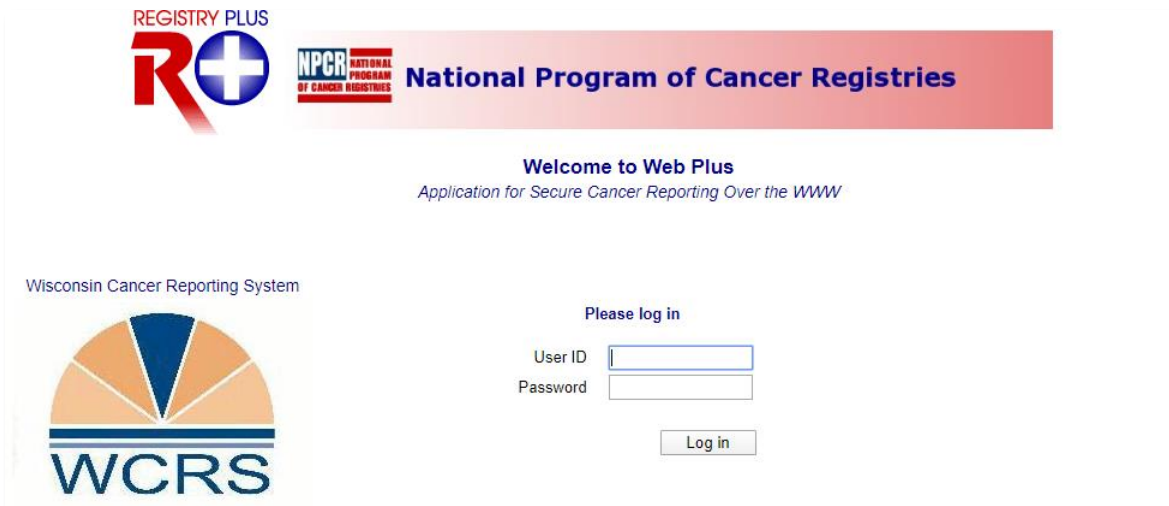 REGISTRY PLUS
R+
NPCR NATIONAL
PROGRAM
OF CANCER REGISTRIES
National Program of Cancer Registries
Welcome to Web Plus
Application for Secure Cancer Reporting Over the WWW
Wisconsin Cancer Reporting System
Please log in
User ID
Password
Log in
WCRS